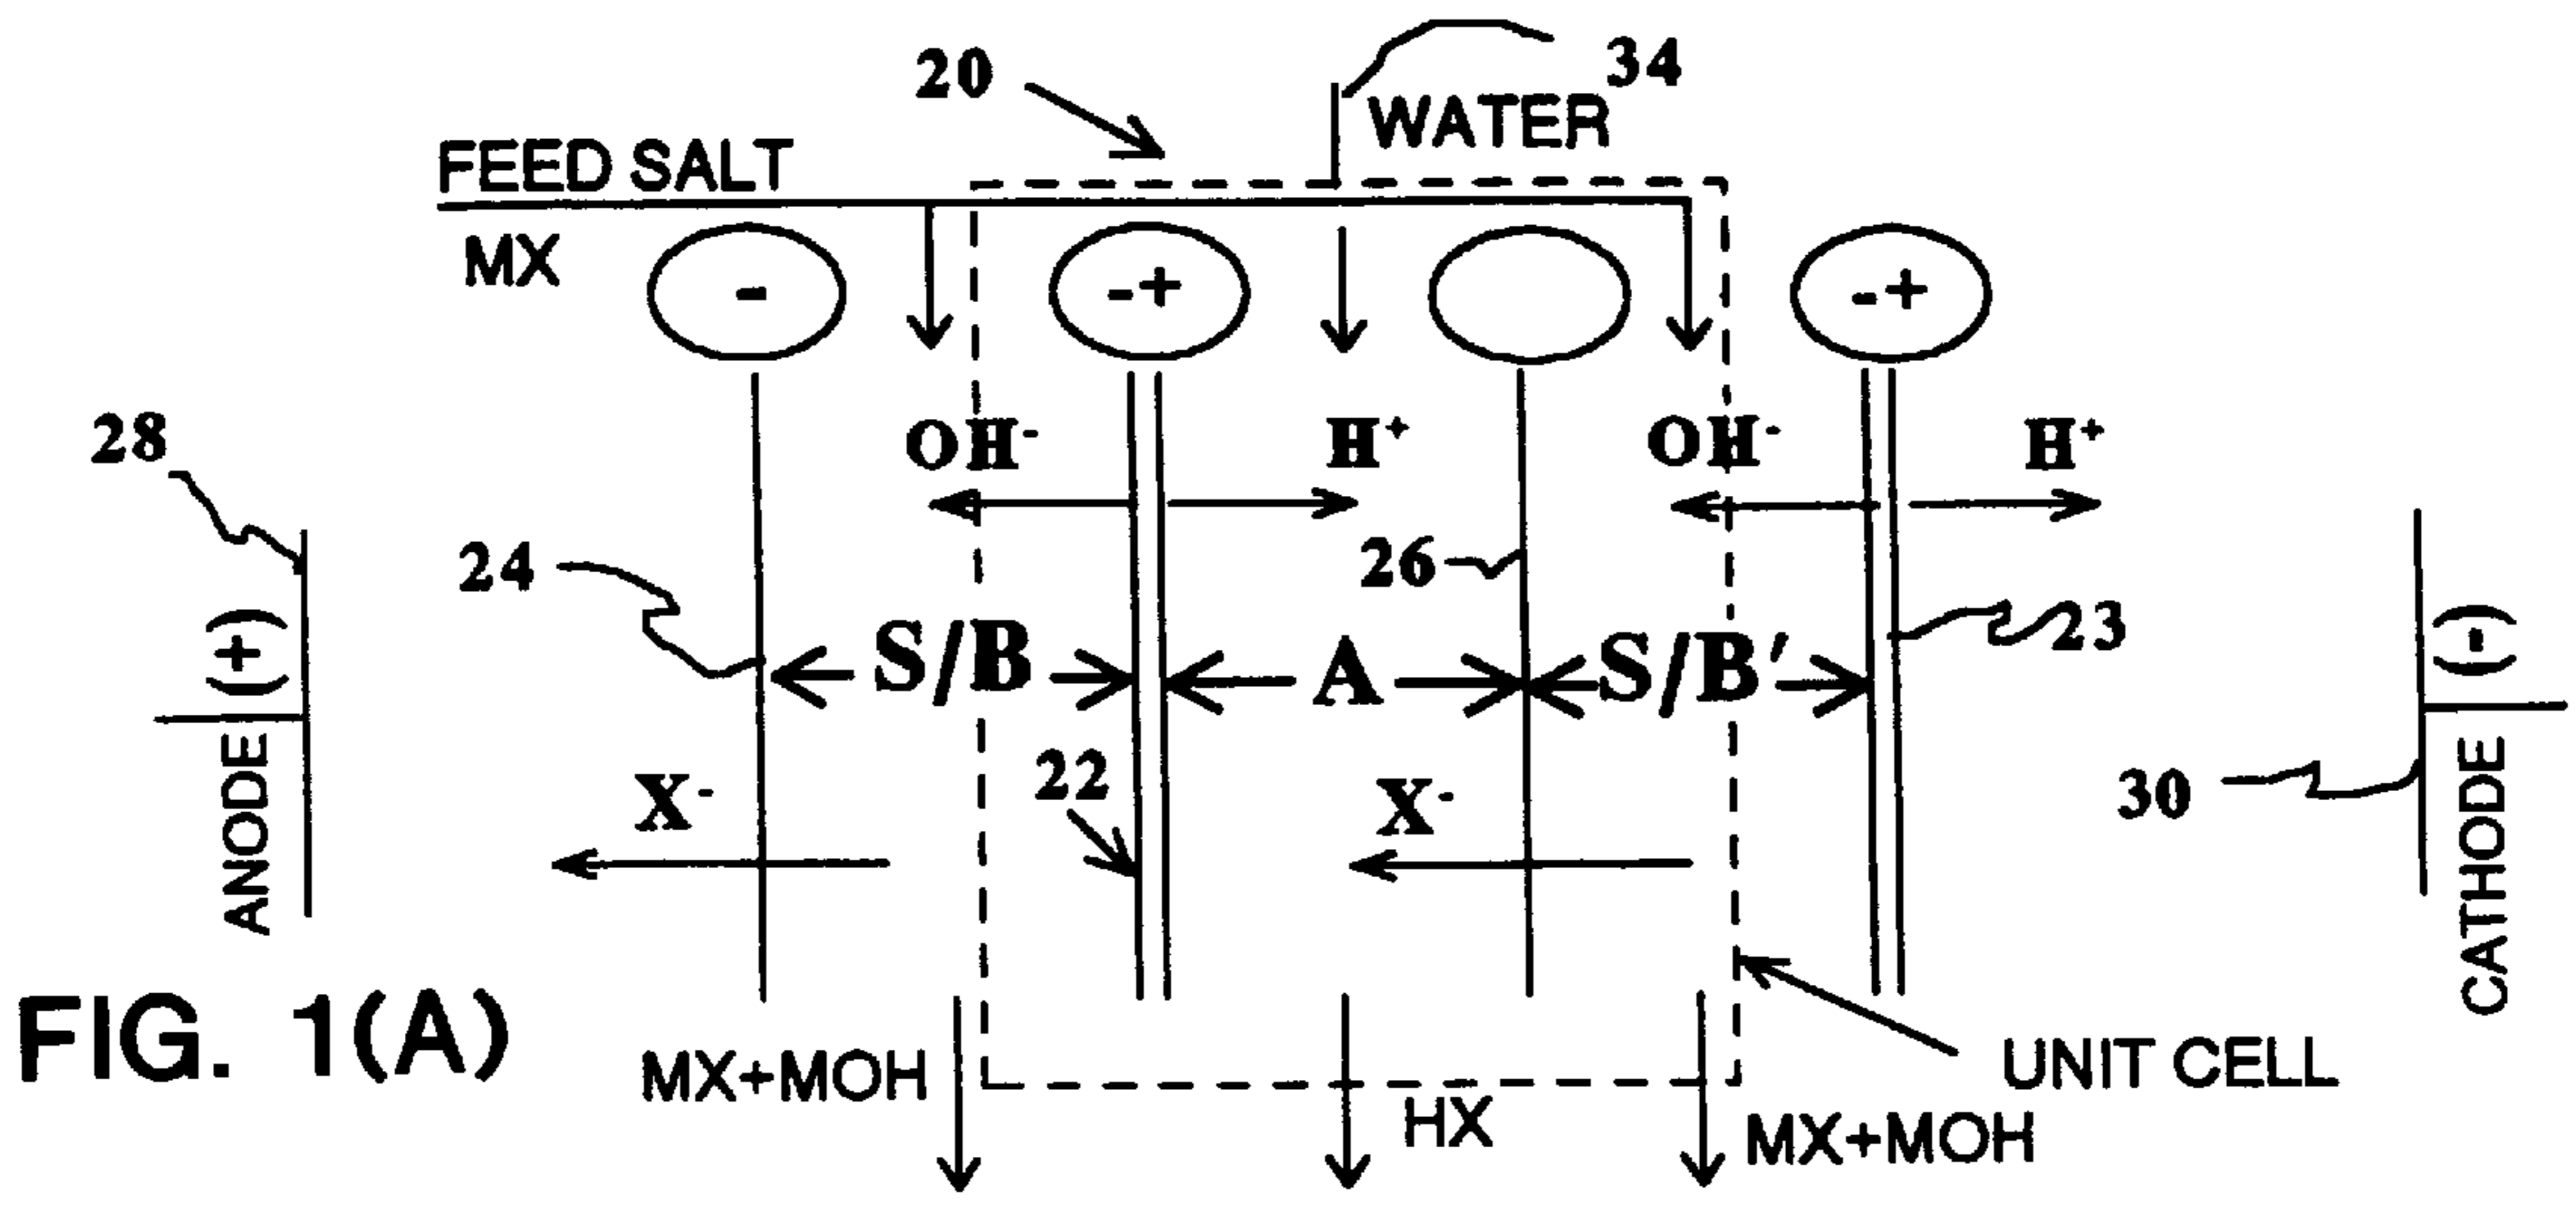 20
34
WATER
FEED SALT
MX
-
-+
-+
28
OH-
H+
OH-
H+
24
26
23
(+)
S/B
A
S/B'
(-)
22
X-
X-
30
ANODE
CATHODE
FIG. 1(A)
MX+MOH
HX
MX+MOH
UNIT CELL